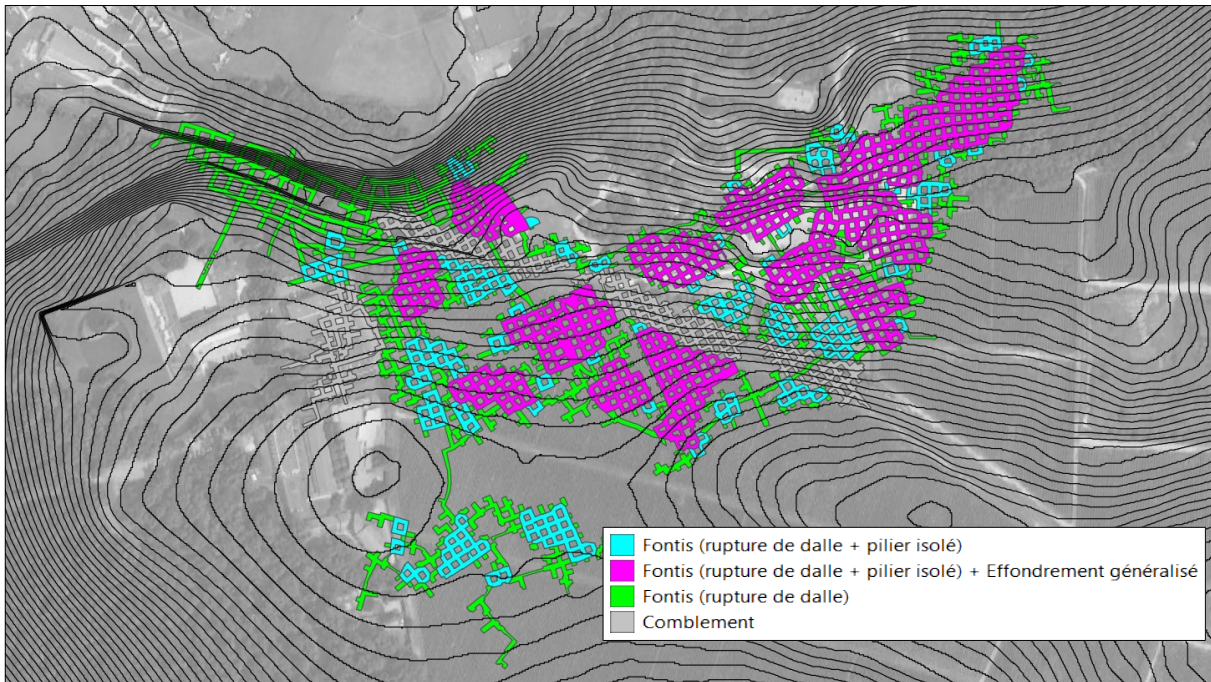 Fontis (rupture de dalle + pilier isolé)
Fontis (rupture de dalle + pilier isolé) + Effondrement généralisé
Fontis (rupture de dalle)
Comblement